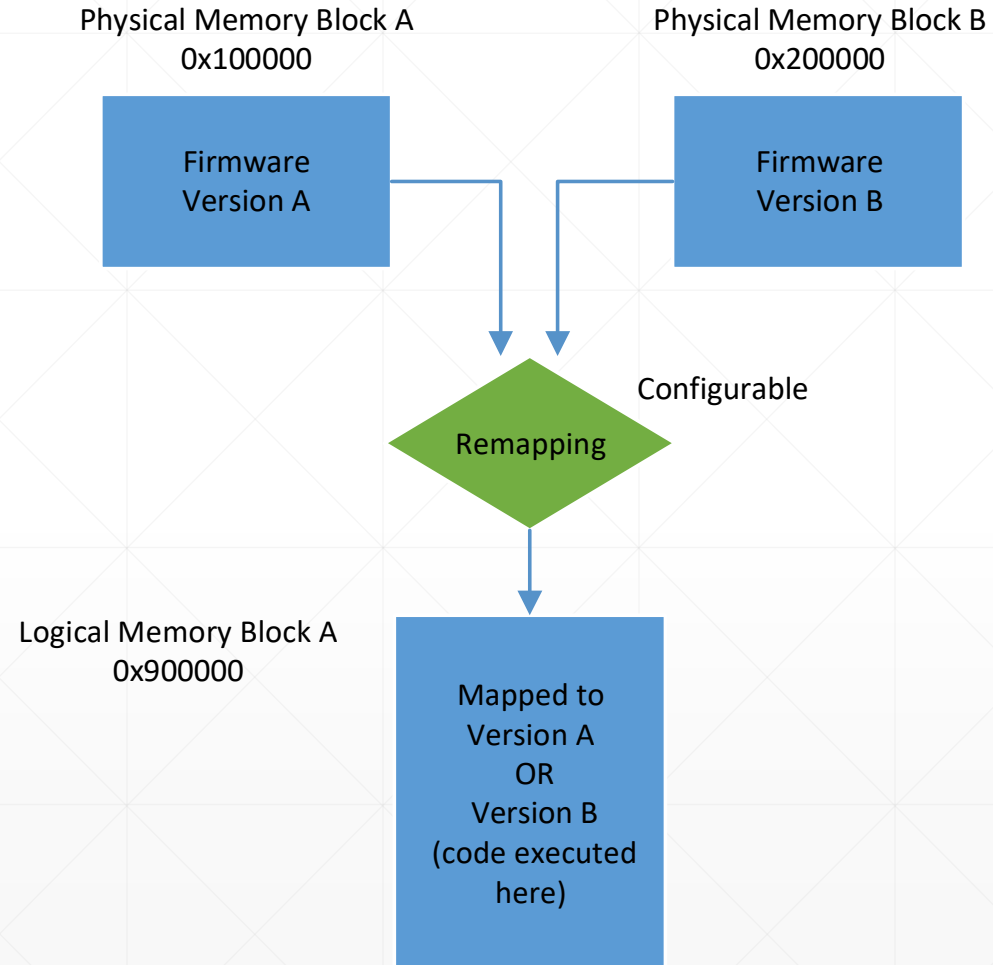 Physical Memory Block A
0x100000
Physical Memory Block B
0x200000
Firmware
Version A
Firmware
Version B
Configurable
Remapping
Logical Memory Block A
0x900000
Mapped to
Version A
OR
Version B
(code executed
here)